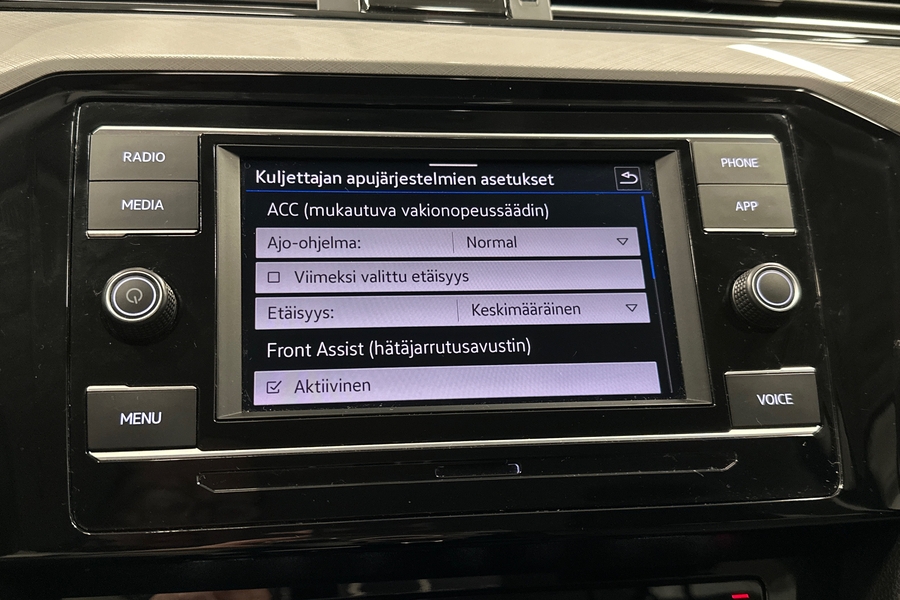 RADIO
MEDIA
MENU
Kuljettajan apujärjestelmien asetukset
ACC (mukautuva vakionopeussäädin)
Ajo-ohjelma: Normal
Viimeksi valittu etäisyys
Etäisyys: Keskimääräinen
Front Assist (hätäjarrutusavustin)
Aktiivinen
PHONE
APP
VOICE